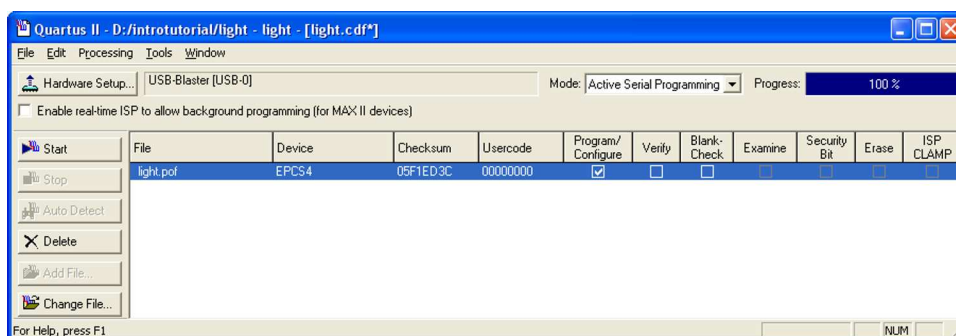 Quartus II - D:/introtutorial/light - light - [light.cdf*]
File Edit Processing Tools Window
Hardware Setup... USB-Blaster [USB-0] Mode: Active Serial Programming Progress: 100 %
Enable real-time ISP to allow background programming (for MAX II devices)
Start
Stop
Auto Detect
Delete
Add File...
Change File...
File Device Checksum Usercode Program/Configure Verify Blank-Check Examine Security Bit Erase ISP CLAMP
light.pof EPCS4 05F1ED3C 00000000
For Help, press F1 NUM